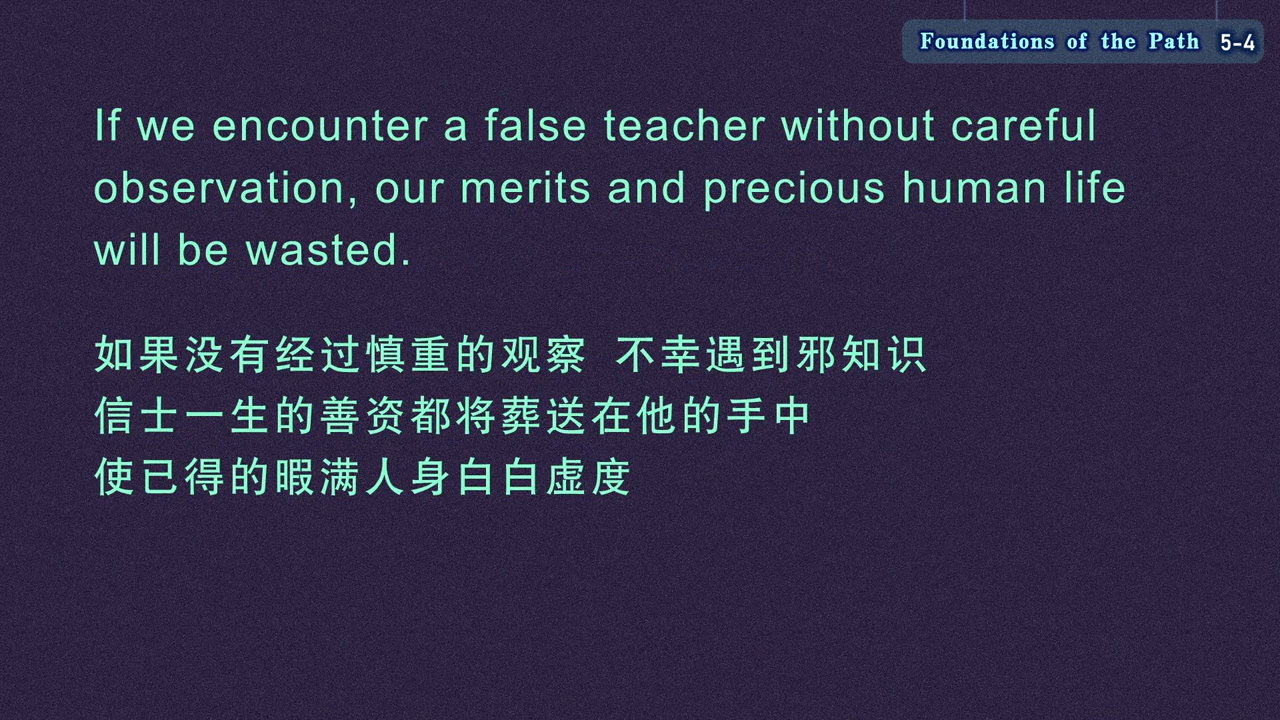 Foundations of the Path 5-4
If we encounter a false teacher without careful
observation, our merits and precious human life
will be wasted.
如果没有经过慎重的观察 不幸遇到邪知识
信士一生的善资都将葬送在他的手中
使已得的暇满人身白白虚度